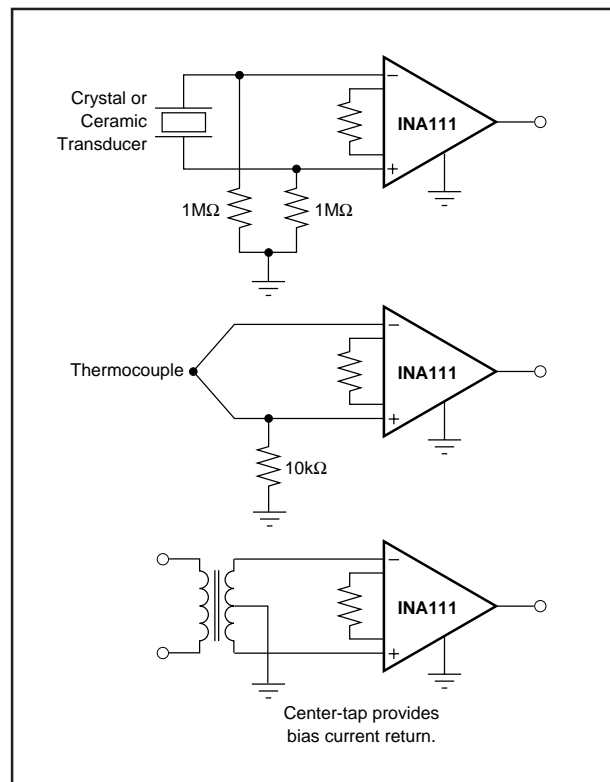 Crystal or
Ceramic
Transducer
−
+
INA111
1MΩ
1MΩ
Thermocouple
−
+
INA111
10kΩ
−
+
INA111
Center-tap provides
bias current return.